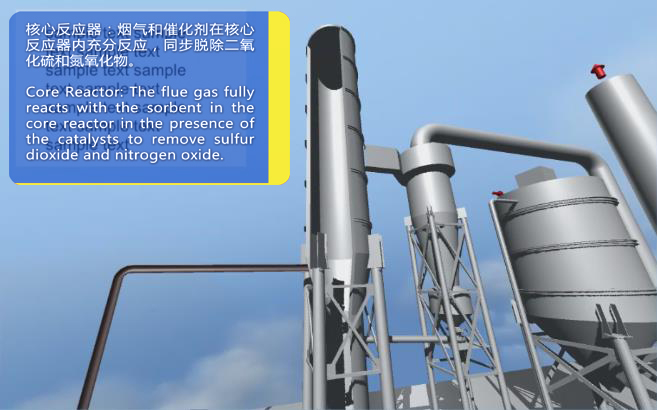 核心反应器：烟气和催化剂在核心
反应器内充分反应，同步脱除二氧
化硫和氮氧化物。
sample text sample
Core Reactor: The flue gas fully
reacts with the sorbent in the
core reactor in the presence of
the catalysts to remove sulfur
dioxide and nitrogen oxide.